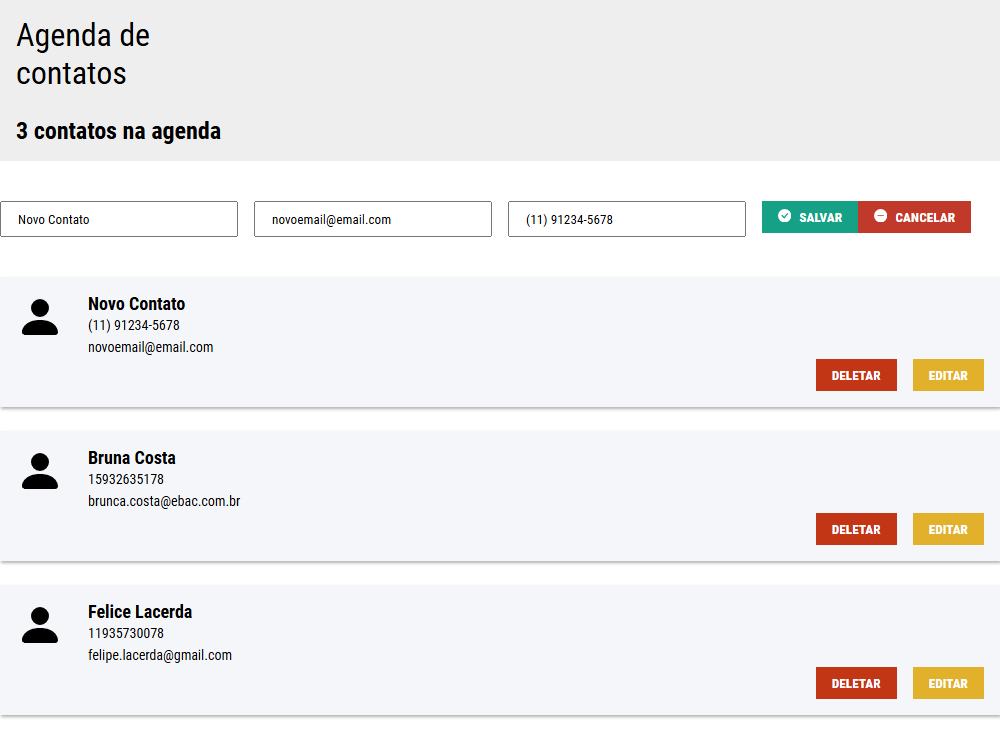 Agenda de
contatos
3 contatos na agenda
Novo Contato novoemail@email.com (11) 91234-5678 SALVAR CANCELAR
Novo Contato
(11) 91234-5678
novoemail@email.com
DELETAR EDITAR
Bruna Costa
15932635178
brunca.costa@ebac.com.br
DELETAR EDITAR
Felice Lacerda
11935730078
felipe.lacerda@gmail.com
DELETAR EDITAR